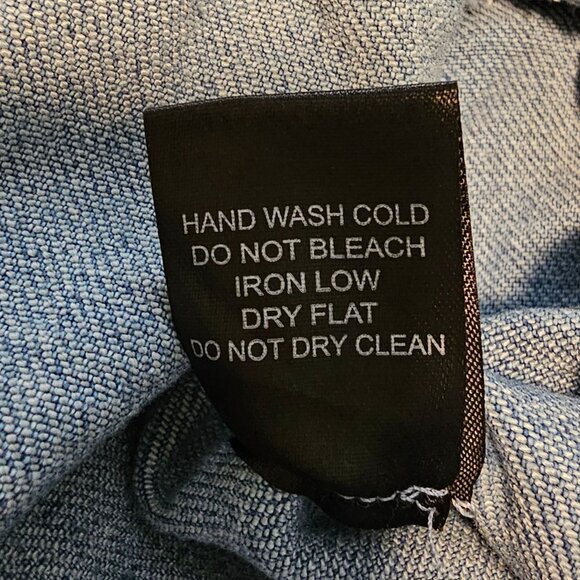 HAND WASH COLD
DO NOT BLEACH
IRON LOW
DRY FLAT
DO NOT DRY CLEAN